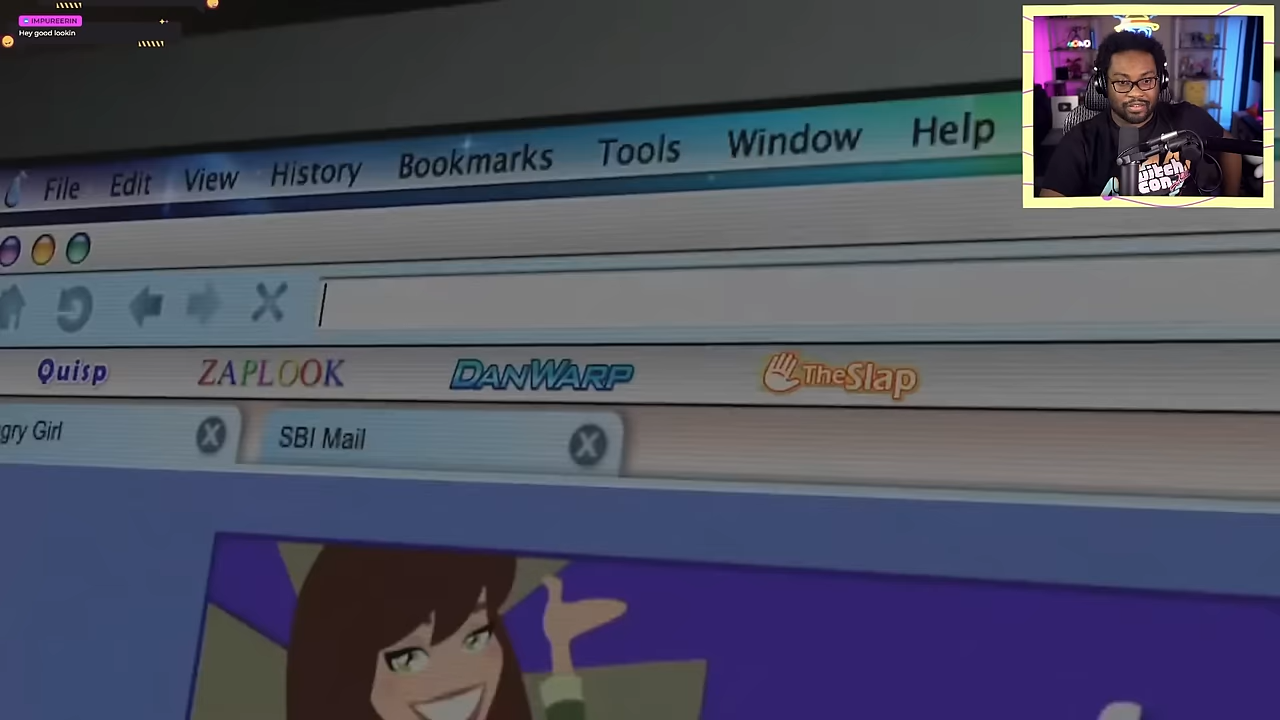 IMPUREERIN
Hey good lookin
File Edit View History Bookmarks Tools Window Help
Quisp ZAPLOOK DANWARP TheSlap
gry Girl SBI Mail